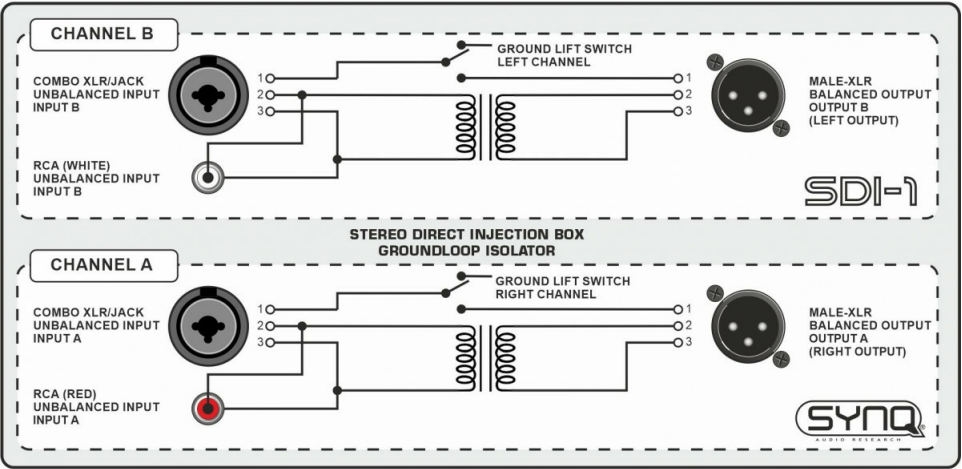 CHANNEL B
COMBO XLR/JACK
UNBALANCED INPUT
INPUT B
1
2
3
RCA (WHITE)
UNBALANCED INPUT
INPUT B
GROUND LIFT SWITCH
LEFT CHANNEL
1
2
3
MALE-XLR
BALANCED OUTPUT
OUTPUT B
(LEFT OUTPUT)
SDI-1
STEREO DIRECT INJECTION BOX
GROUNDLOOP ISOLATOR
CHANNEL A
COMBO XLR/JACK
UNBALANCED INPUT
INPUT A
1
2
3
RCA (RED)
UNBALANCED INPUT
INPUT A
GROUND LIFT SWITCH
RIGHT CHANNEL
1
2
3
MALE-XLR
BALANCED OUTPUT
OUTPUT A
(RIGHT OUTPUT)
SYNQ®
AUDIO RESEARCH